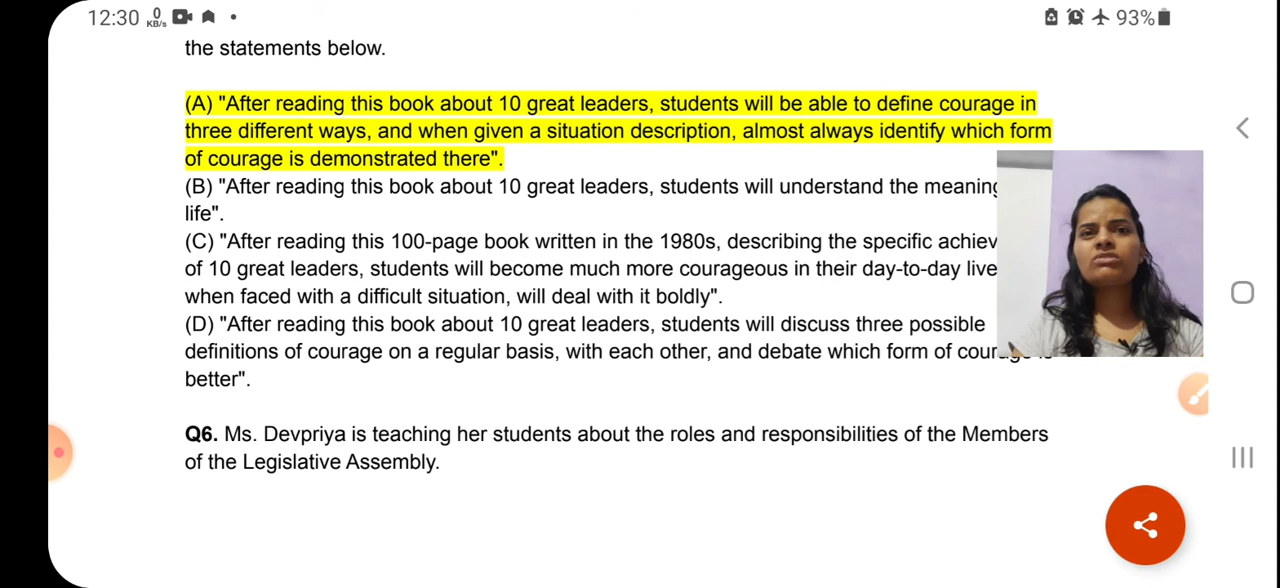 12:30 0 KB/s 93%
the statements below.
(A) "After reading this book about 10 great leaders, students will be able to define courage in
three different ways, and when given a situation description, almost always identify which form
of courage is demonstrated there".
(B) "After reading this book about 10 great leaders, students will understand the meaning
life".
(C) "After reading this 100-page book written in the 1980s, describing the specific achiev
of 10 great leaders, students will become much more courageous in their day-to-day live
when faced with a difficult situation, will deal with it boldly".
(D) "After reading this book about 10 great leaders, students will discuss three possible
definitions of courage on a regular basis, with each other, and debate which form of
better".
Q6. Ms. Devpriya is teaching her students about the roles and responsibilities of the Members
of the Legislative Assembly.